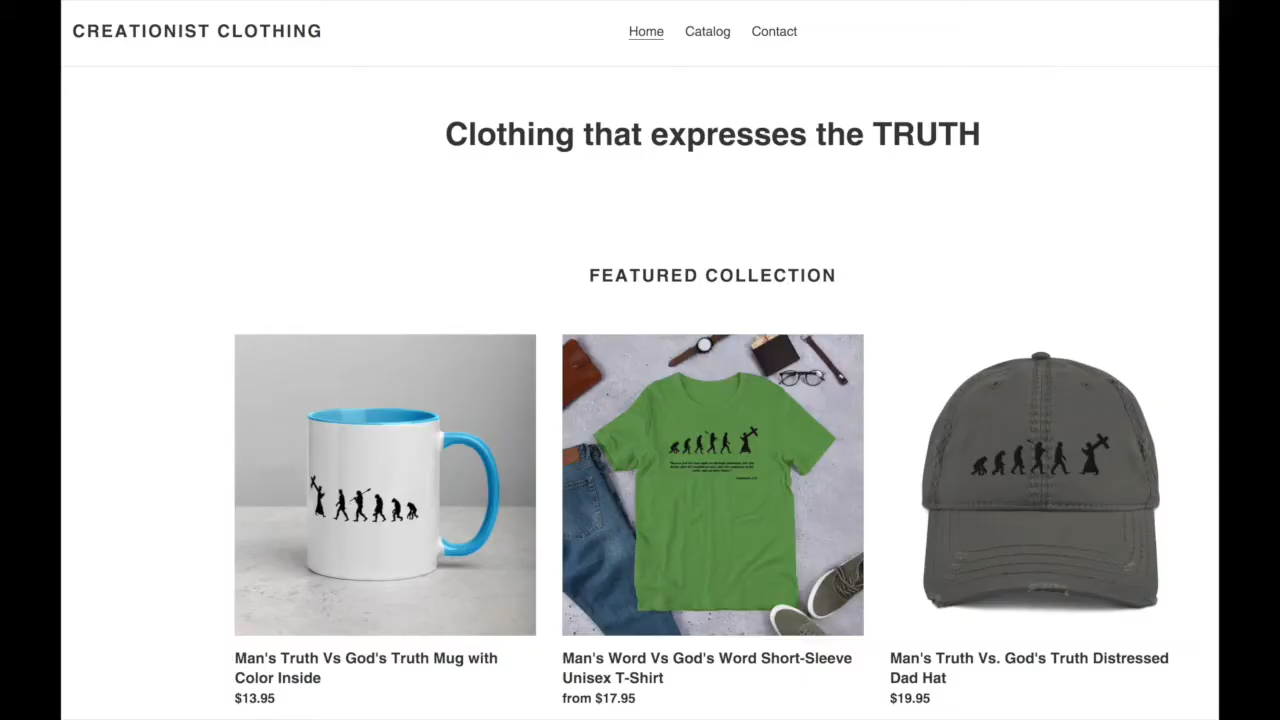 CREATIONIST CLOTHING
Home Catalog Contact
Clothing that expresses the TRUTH
FEATURED COLLECTION
Man's Truth Vs God's Truth Mug with
Color Inside
$13.95
Man's Word Vs God's Word Short-Sleeve
Unisex T-Shirt
from $17.95
Man's Truth Vs. God's Truth Distressed
Dad Hat
$19.95